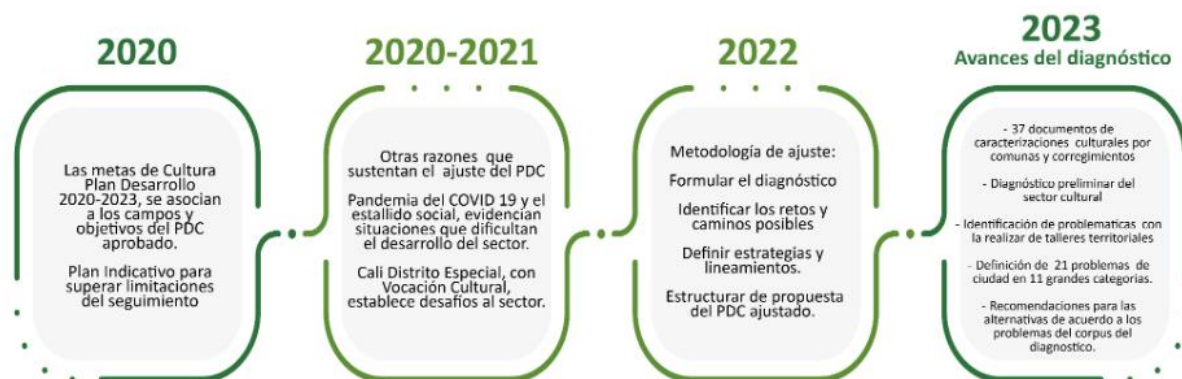 2020
Las metas de Cultura
Plan Desarrollo
2020-2023, se asocian
a los campos y
objetivos del PDC
aprobado.
Plan Indicativo para
superar limitaciones
del seguimiento
2020-2021
Otras razones que
sustentan el ajuste del PDC
Pandemia del COVID 19 y el
estallido social, evidencian
situaciones que dificultan
el desarrollo del sector.
Cali Distrito Especial, con
Vocación Cultural,
establece desafíos al sector.
2022
Metodología de ajuste:
Formular el diagnóstico
Identificar los retos y
caminos posibles
Definir estrategias y
lineamientos.
Estructurar de propuesta
del PDC ajustado.
2023
Avances del diagnóstico
- 37 documentos de
caracterizaciones culturales por
comunas y corregimientos
- Diagnóstico preliminar del
sector cultural
- Identificación de problematicas con
la realizar de talleres territoriales
- Definición de 21 problemas de
ciudad en 11 grandes categorias.
- Recomendaciones para las
alternativas de acuerdo a los
problemas del corpus del
diagnostico.